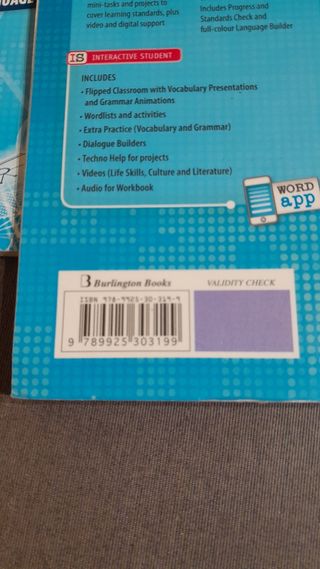 UAGE
mini-tasks and projects to
cover learning standards, plus
video and digital support
Includes Progress and
Standards Check and
full-colour Language Builder
IS INTERACTIVE STUDENT
INCLUDES
• Flipped Classroom with Vocabulary Presentations
and Grammar Animations
• Wordlists and activities
• Extra Practice (Vocabulary and Grammar)
• Dialogue Builders
• Techno Help for projects
• Videos (Life Skills, Culture and Literature)
• Audio for Workbook
WORD
app
B Burlington Books
VALIDITY CHECK
ISBN 978-9925-30-319-9
9 789925 303199